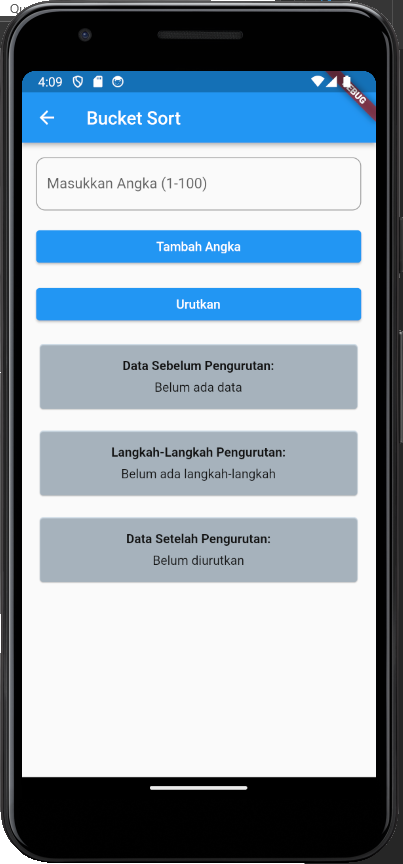 Qu
4:09
DEBUG
Bucket Sort
Masukkan Angka (1-100)
Tambah Angka
Urutkan
Data Sebelum Pengurutan:
Belum ada data
Langkah-Langkah Pengurutan:
Belum ada langkah-langkah
Data Setelah Pengurutan:
Belum diurutkan